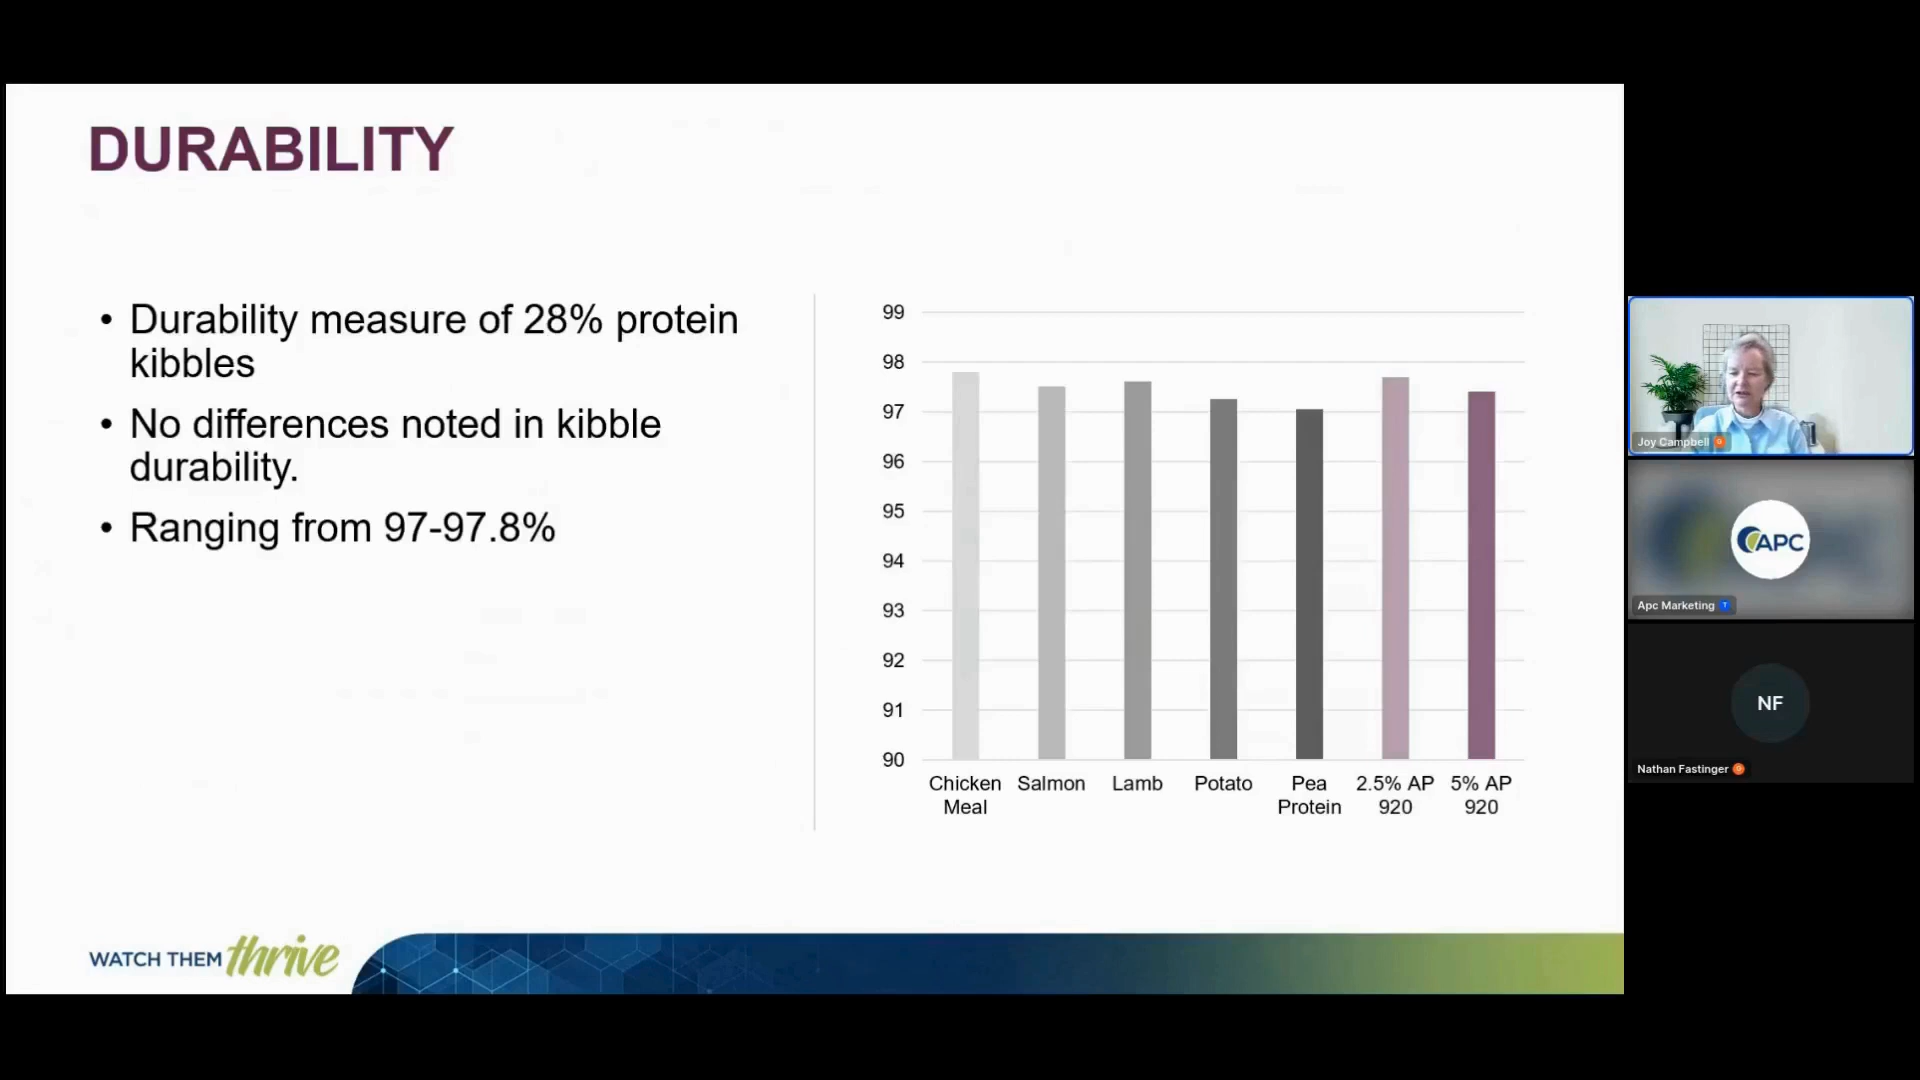 DURABILITY
• Durability measure of 28% protein
kibbles
• No differences noted in kibble
durability.
• Ranging from 97-97.8%
99
98
97
96
95
94
93
92
91
90
Chicken Meal
Salmon
Lamb
Potato
Pea Protein
2.5% AP 920
5% AP 920
WATCH THEM thrive
Joy Campbell G
APC
Apc Marketing T
NF
Nathan Fastinger G